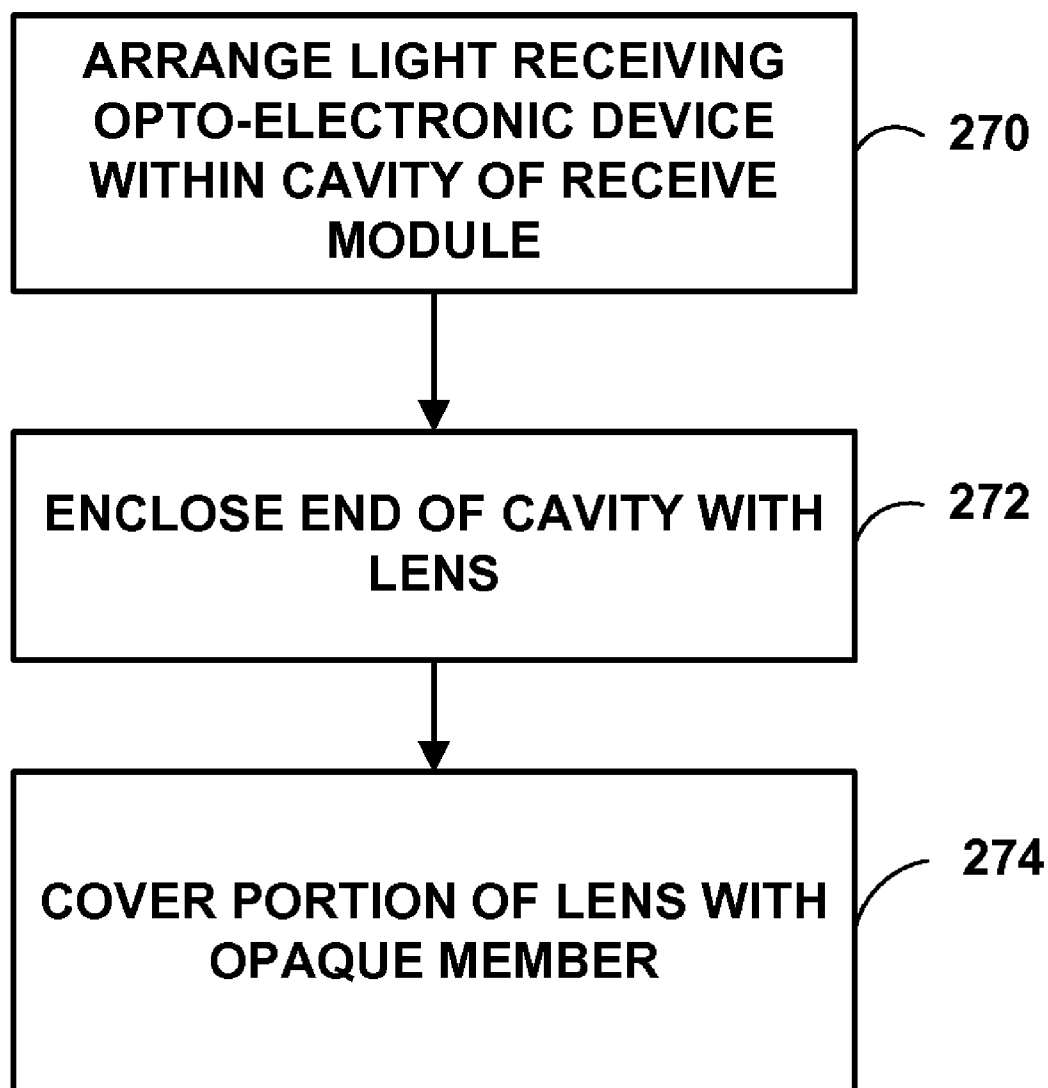 ARRANGE LIGHT RECEIVING
OPTO-ELECTRONIC DEVICE
WITHIN CAVITY OF RECEIVE
MODULE
270
ENCLOSE END OF CAVITY WITH
LENS
272
COVER PORTION OF LENS WITH
OPAQUE MEMBER
274